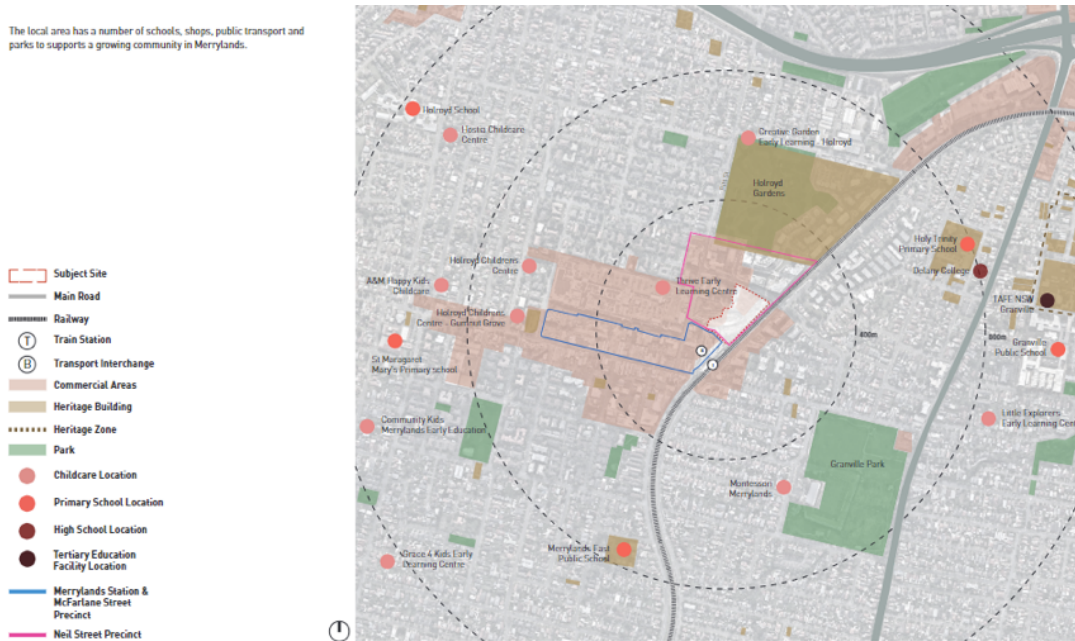 The local area has a number of schools, shops, public transport and
parks to supports a growing community in Merrylands.
Subject Site
Main Road
Railway
T
Train Station
B
Transport Interchange
Commercial Areas
Heritage Building
Heritage Zone
Park
Childcare Location
Primary School Location
High School Location
Tertiary Education
Facility Location
Merrylands Station &
McFarlane Street
Precinct
Neil Street Precinct
Holroyd School
Hosta Childcare
Centre
Creative Garden
Early Learning - Holroyd
Holroyd
Gardens
Holroyd Childrens
Centre
A&M Happy Kids
Childcare
Holroyd Childrens
Centre - Gumnut Grove
Thrive Early
Learning Centre
Holy Trinity
Primary School
Delany College
TAFE NSW
Granville
Granville
Public School
400m
800m
St Maragaret
Mary's Primary school
Community Kids
Merrylands Early Education
Little Explorers
Early Learning Cen
Granville Park
Montessori
Merrylands
Merrylands East
Public School
Grace 4 Kids Early
Learning Centre